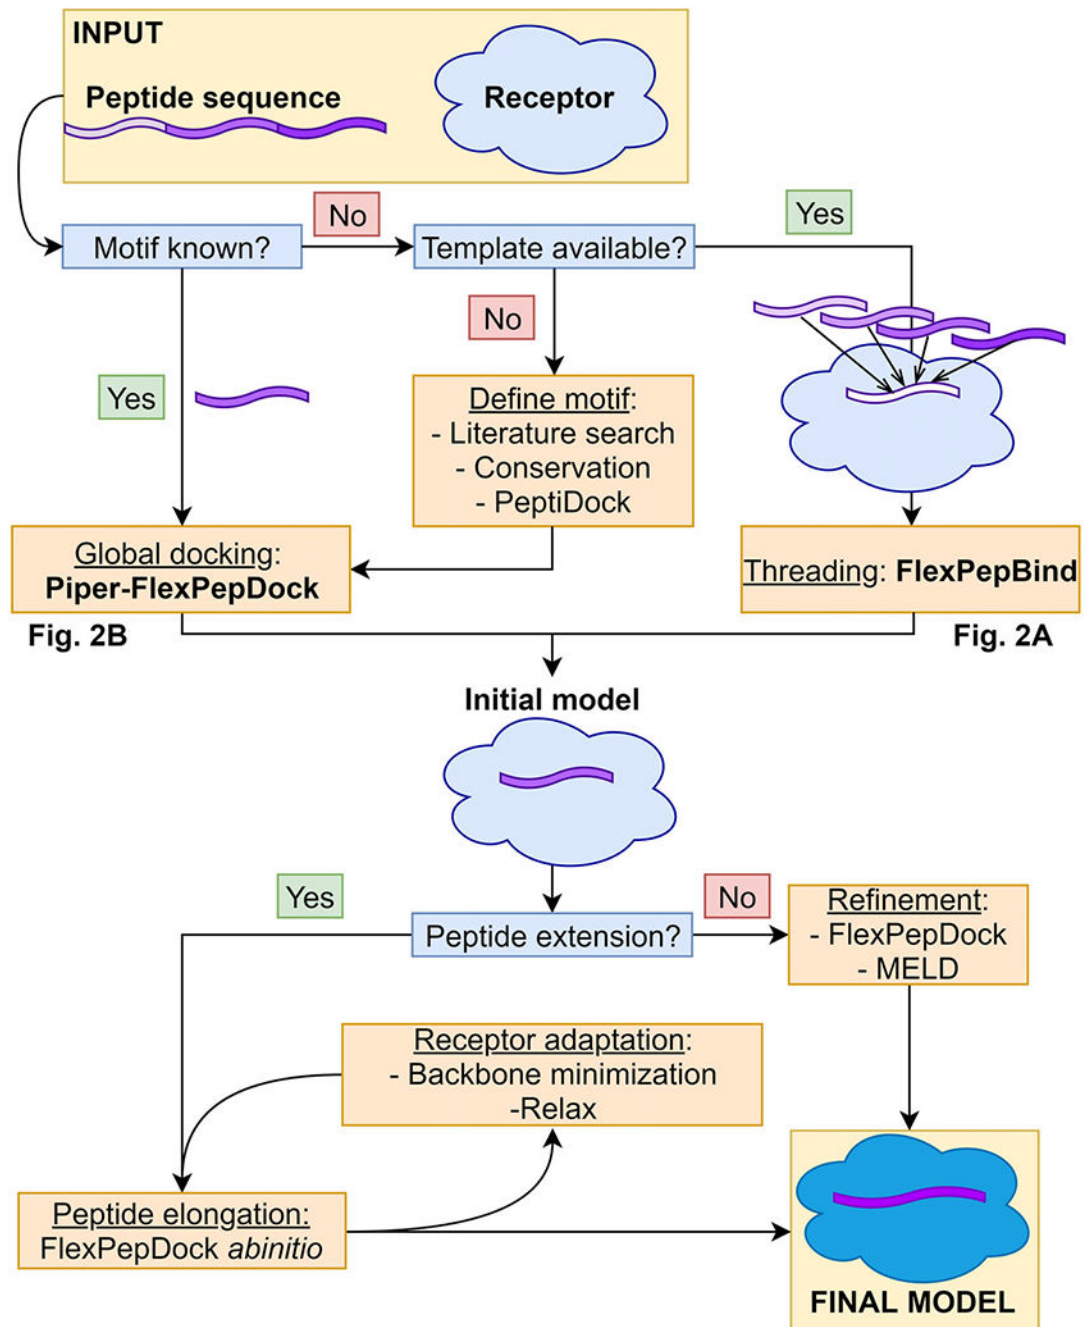 INPUT
Peptide sequence
Receptor
No
Yes
Motif known?
Template available?
No
Yes
Define motif:
- Literature search
- Conservation
- PeptiDock
Global docking:
Piper-FlexPepDock
Threading: FlexPepBind
Fig. 2B
Fig. 2A
Initial model
Yes
No
Peptide extension?
Refinement:
- FlexPepDock
- MELD
Receptor adaptation:
- Backbone minimization
-Relax
Peptide elongation:
FlexPepDock abinitio
FINAL MODEL